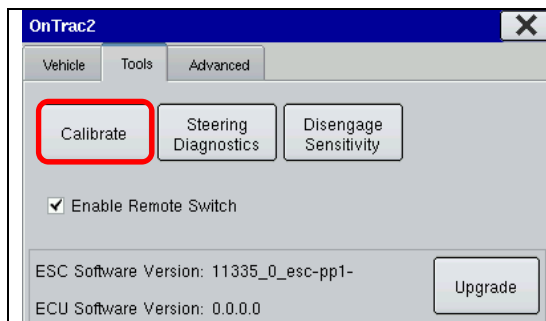 OnTrac2
Vehicle Tools Advanced
Calibrate Steering Diagnostics Disengage Sensitivity
Enable Remote Switch
ESC Software Version: 11335_0_esc-pp1-
Upgrade
ECU Software Version: 0.0.0.0